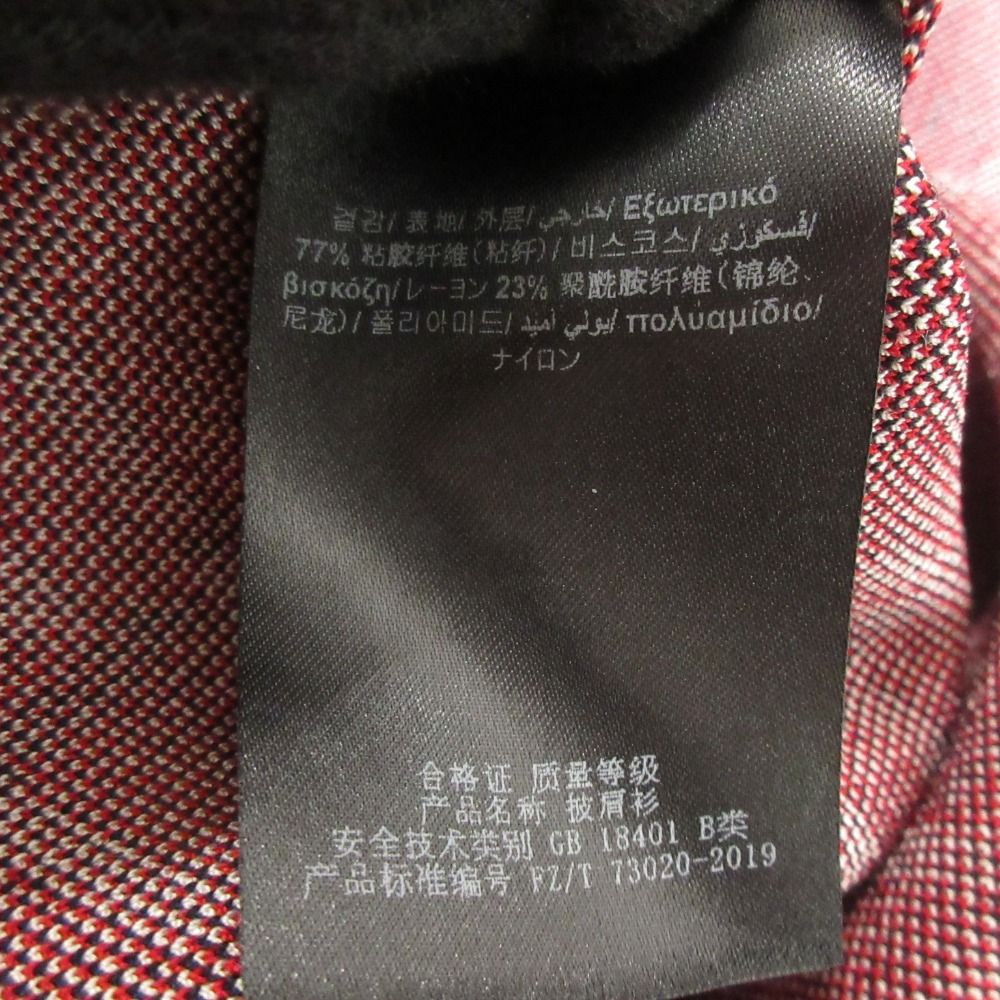 겉감/表地/外层/خارجي/Εξωτερικό
77% 粘胶纤维(粘纤)/비스코스/ڤسكوزي/
βισκόζη/レーヨン 23% 聚酰胺纤维(锦纶、
尼龙)/폴리아미드/بولي أميد/πολυαμίδιο/
ナイロン
合格证 质量等级
产品名称 披肩衫
安全技术类别 GB 18401 B类
产品标准编号 FZ/T 73020-2019